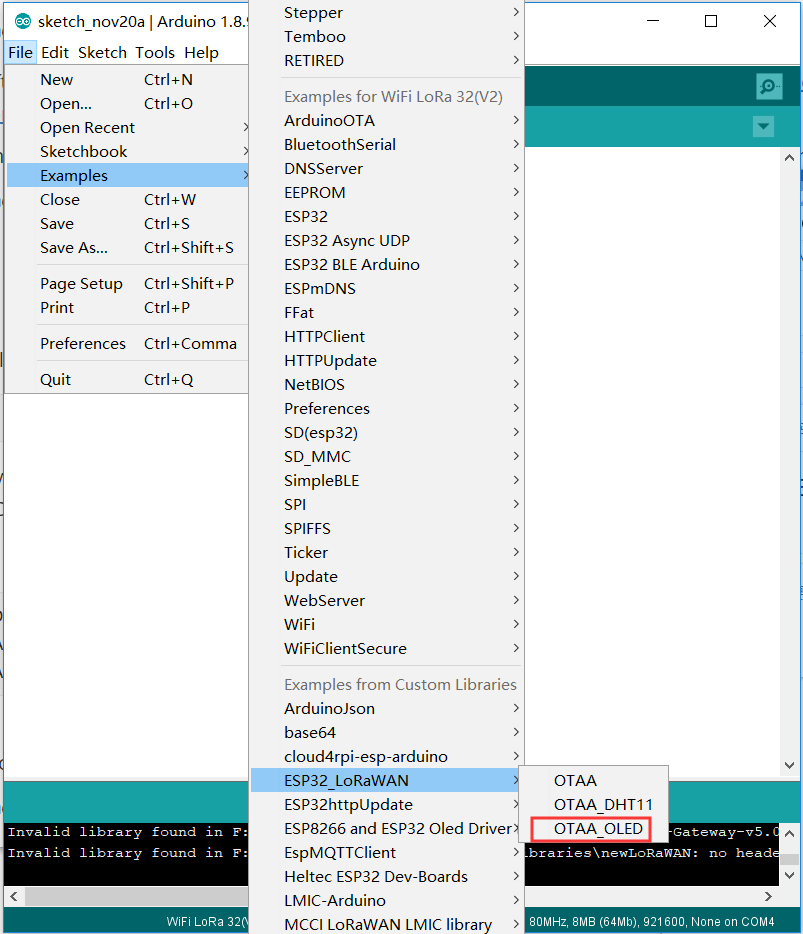 sketch_nov20a | Arduino 1.8.9
File Edit Sketch Tools Help
New Ctrl+N
Open... Ctrl+O
Open Recent
Sketchbook
Examples
Close Ctrl+W
Save Ctrl+S
Save As... Ctrl+Shift+S
Page Setup Ctrl+Shift+P
Print Ctrl+P
Preferences Ctrl+Comma
Quit Ctrl+Q
Stepper
Temboo
RETIRED
Examples for WiFi LoRa 32(V2)
ArduinoOTA
BluetoothSerial
DNSServer
EEPROM
ESP32
ESP32 Async UDP
ESP32 BLE Arduino
ESPmDNS
FFat
HTTPClient
HTTPUpdate
NetBIOS
Preferences
SD(esp32)
SD_MMC
SimpleBLE
SPI
SPIFFS
Ticker
Update
WebServer
WiFi
WiFiClientSecure
Examples from Custom Libraries
ArduinoJson
base64
cloud4rpi-esp-arduino
ESP32_LoRaWAN
ESP32httpUpdate
ESP8266 and ESP32 Oled Driver
EspMQTTClient
Heltec ESP32 Dev-Boards
LMIC-Arduino
MCCI LoRaWAN LMIC library
OTAA
OTAA_DHT11
OTAA_OLED
Invalid library found in F: -Gateway-v5.0
Invalid library found in F: braries\newLoRaWAN: no heade
WiFi LoRa 32(V 80MHz, 8MB (64Mb), 921600, None on COM4